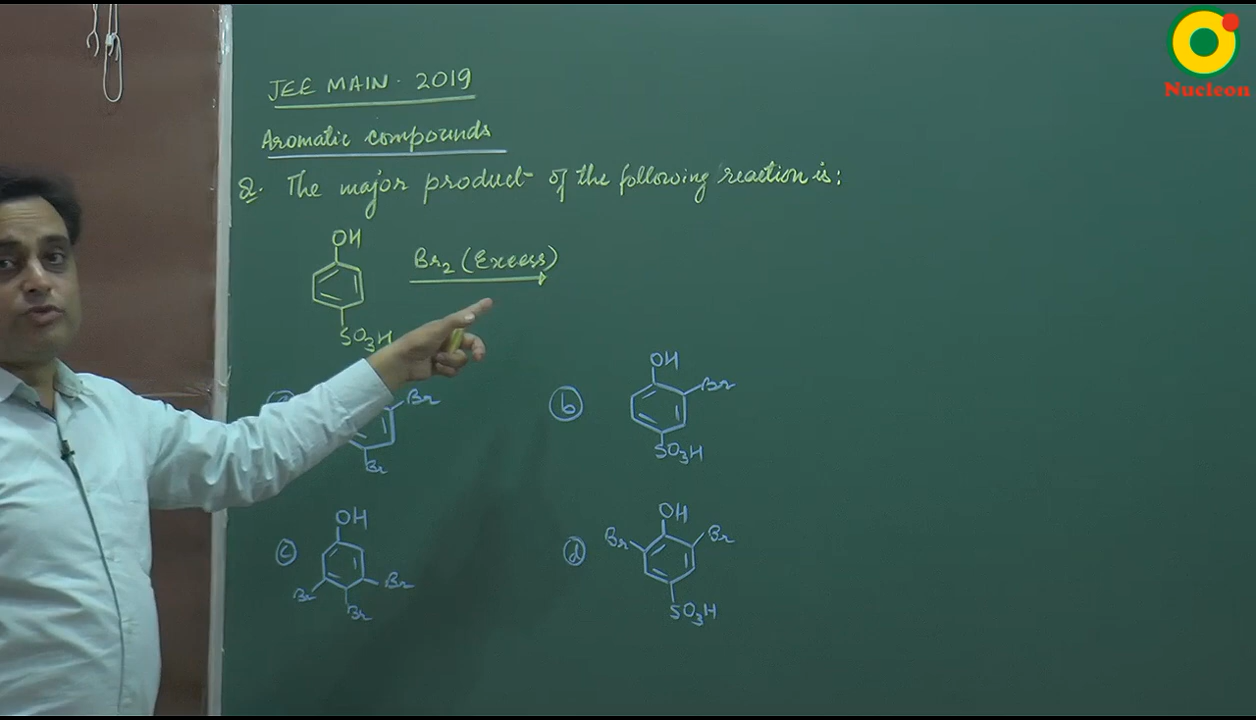 Nucleon
JEE MAIN. 2019
Aromatic compounds
Q. The major product of the following reaction is:
OH
Br2 (Excess)
SO3H
Br
Br
b
OH
Br
SO3H
c
OH
Br
Br
Br
d
OH
Br
Br
SO3H